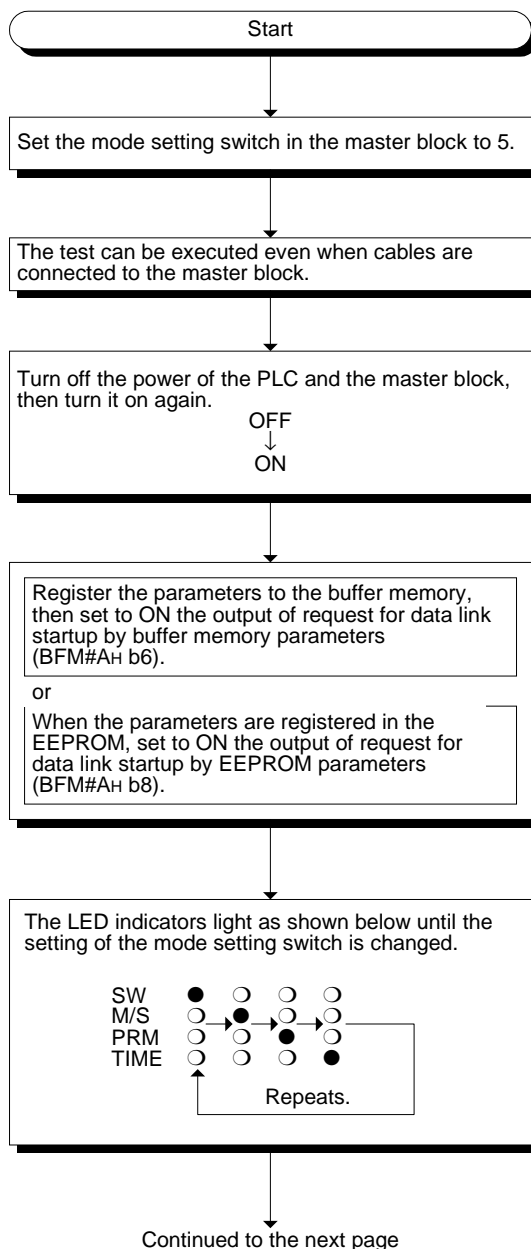 Start
Set the mode setting switch in the master block to 5.
The test can be executed even when cables are
connected to the master block.
Turn off the power of the PLC and the master block,
then turn it on again.
OFF
↓
ON
Register the parameters to the buffer memory,
then set to ON the output of request for data link
startup by buffer memory parameters
(BFM#AH b6).
or
When the parameters are registered in the
EEPROM, set to ON the output of request for
data link startup by EEPROM parameters
(BFM#AH b8).
The LED indicators light as shown below until the
setting of the mode setting switch is changed.
SW
M/S
PRM
TIME
Repeats.
Continued to the next page